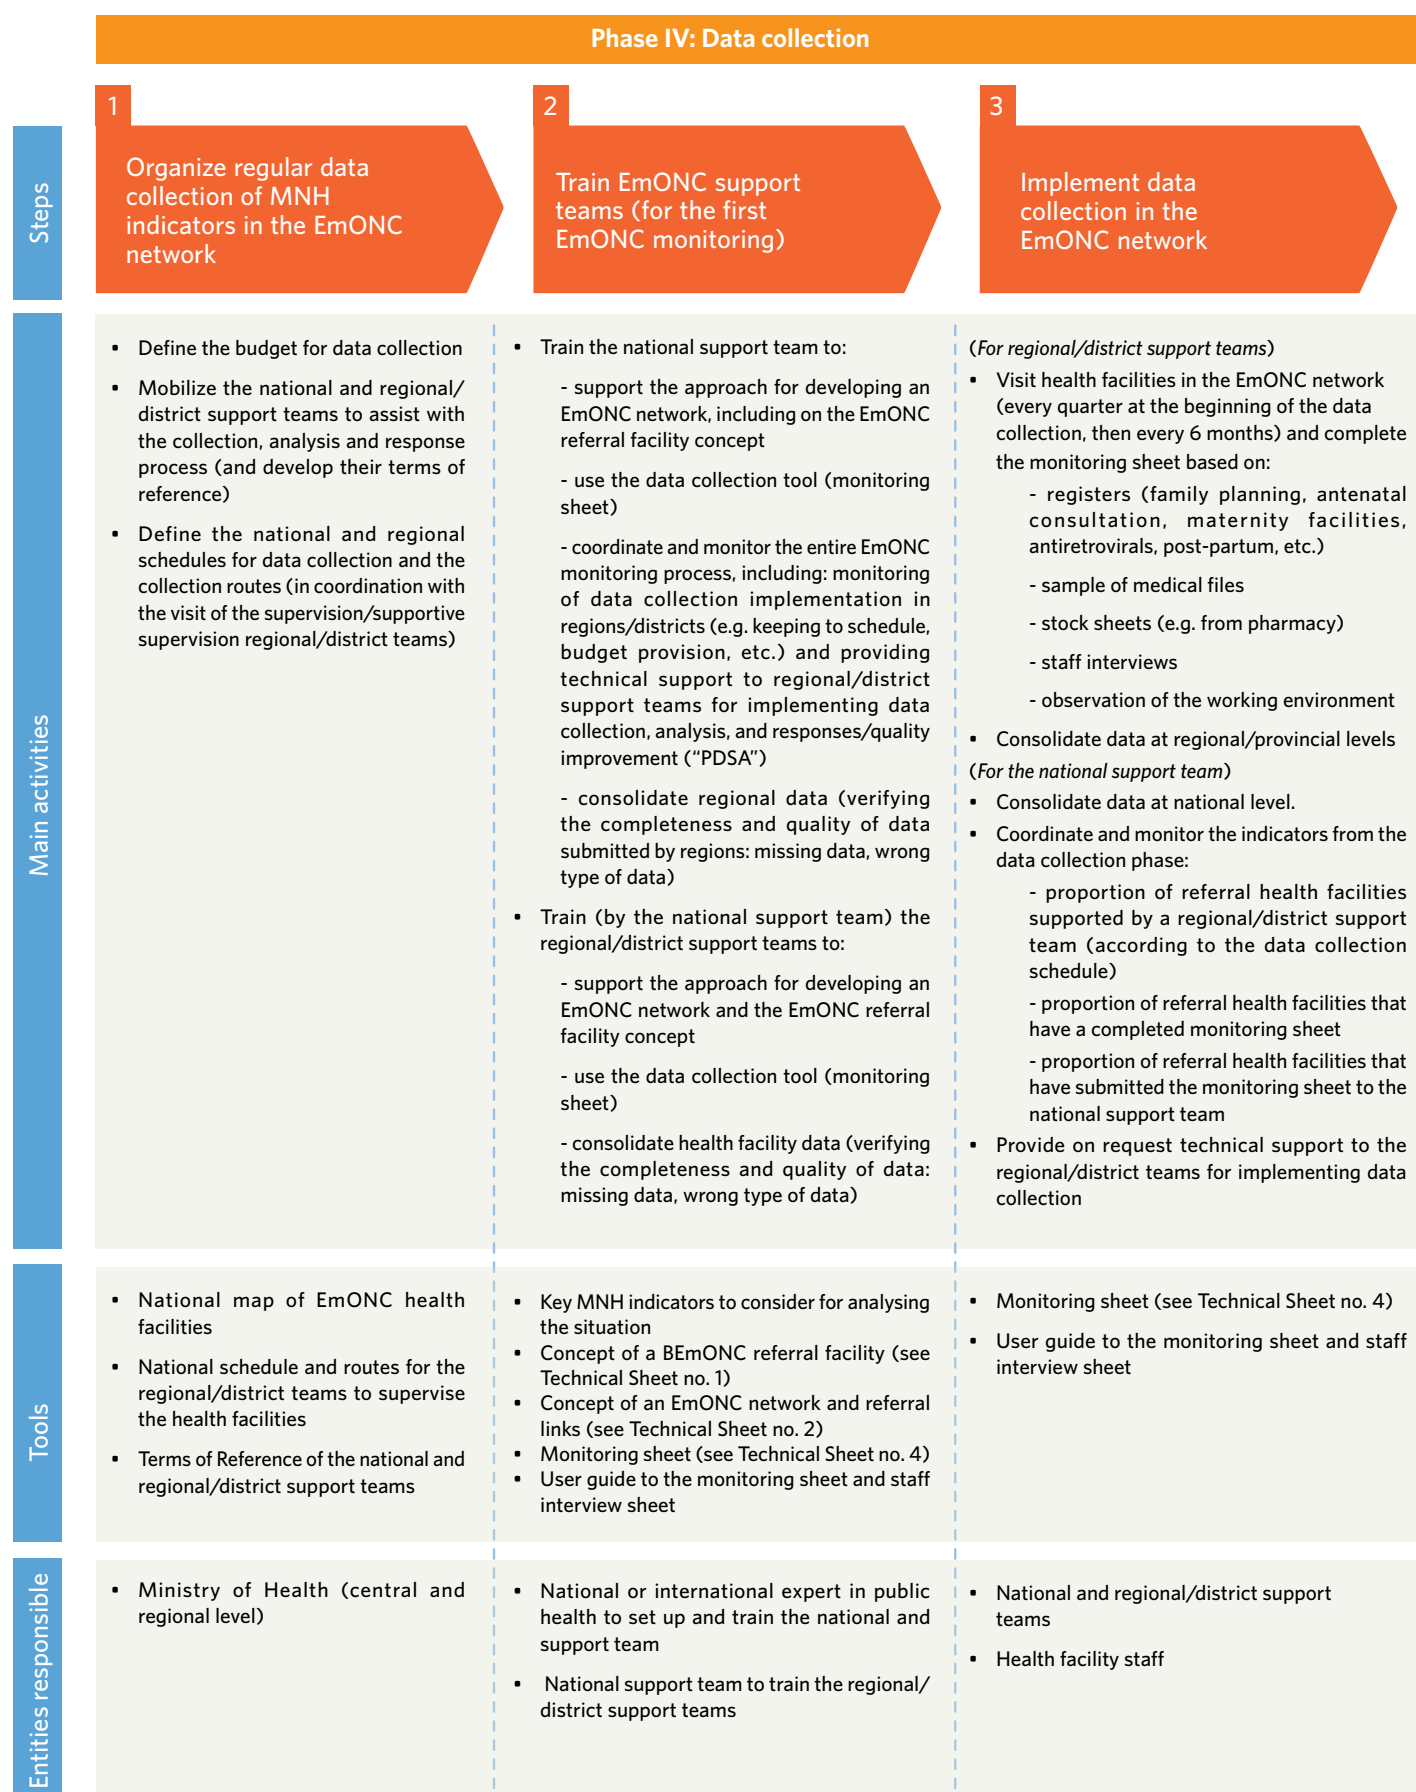 Phase IV: Data collection
Steps
1
Organize regular data
collection of MNH
indicators in the EmONC
network
2
Train EmONC support
teams (for the first
EmONC monitoring)
3
Implement data
collection in the
EmONC network
Main activities
▪ Define the budget for data collection
▪ Mobilize the national and regional/
district support teams to assist with
the collection, analysis and response
process (and develop their terms of
reference)
▪ Define the national and regional
schedules for data collection and the
collection routes (in coordination with
the visit of the supervision/supportive
supervision regional/district teams)
▪ Train the national support team to:
- support the approach for developing an
EmONC network, including on the EmONC
referral facility concept
- use the data collection tool (monitoring
sheet)
- coordinate and monitor the entire EmONC
monitoring process, including: monitoring
of data collection implementation in
regions/districts (e.g. keeping to schedule,
budget provision, etc.) and providing
technical support to regional/district
support teams for implementing data
collection, analysis, and responses/quality
improvement (“PDSA”)
- consolidate regional data (verifying
the completeness and quality of data
submitted by regions: missing data, wrong
type of data)
▪ Train (by the national support team) the
regional/district support teams to:
- support the approach for developing an
EmONC network and the EmONC referral
facility concept
- use the data collection tool (monitoring
sheet)
- consolidate health facility data (verifying
the completeness and quality of data:
missing data, wrong type of data)
(For regional/district support teams)
▪ Visit health facilities in the EmONC network
(every quarter at the beginning of the data
collection, then every 6 months) and complete
the monitoring sheet based on:
- registers (family planning, antenatal
consultation, maternity facilities,
antiretrovirals, post-partum, etc.)
- sample of medical files
- stock sheets (e.g. from pharmacy)
- staff interviews
- observation of the working environment
▪ Consolidate data at regional/provincial levels
(For the national support team)
▪ Consolidate data at national level.
▪ Coordinate and monitor the indicators from the
data collection phase:
- proportion of referral health facilities
supported by a regional/district support
team (according to the data collection
schedule)
- proportion of referral health facilities that
have a completed monitoring sheet
- proportion of referral health facilities that
have submitted the monitoring sheet to the
national support team
▪ Provide on request technical support to the
regional/district teams for implementing data
collection
Tools
▪ National map of EmONC health
facilities
▪ National schedule and routes for the
regional/district teams to supervise
the health facilities
▪ Terms of Reference of the national and
regional/district support teams
▪ Key MNH indicators to consider for analysing
the situation
▪ Concept of a BEmONC referral facility (see
Technical Sheet no. 1)
▪ Concept of an EmONC network and referral
links (see Technical Sheet no. 2)
▪ Monitoring sheet (see Technical Sheet no. 4)
▪ User guide to the monitoring sheet and staff
interview sheet
▪ Monitoring sheet (see Technical Sheet no. 4)
▪ User guide to the monitoring sheet and staff
interview sheet
Entities responsible
▪ Ministry of Health (central and
regional level)
▪ National or international expert in public
health to set up and train the national and
support team
▪ National support team to train the regional/
district support teams
▪ National and regional/district support
teams
▪ Health facility staff